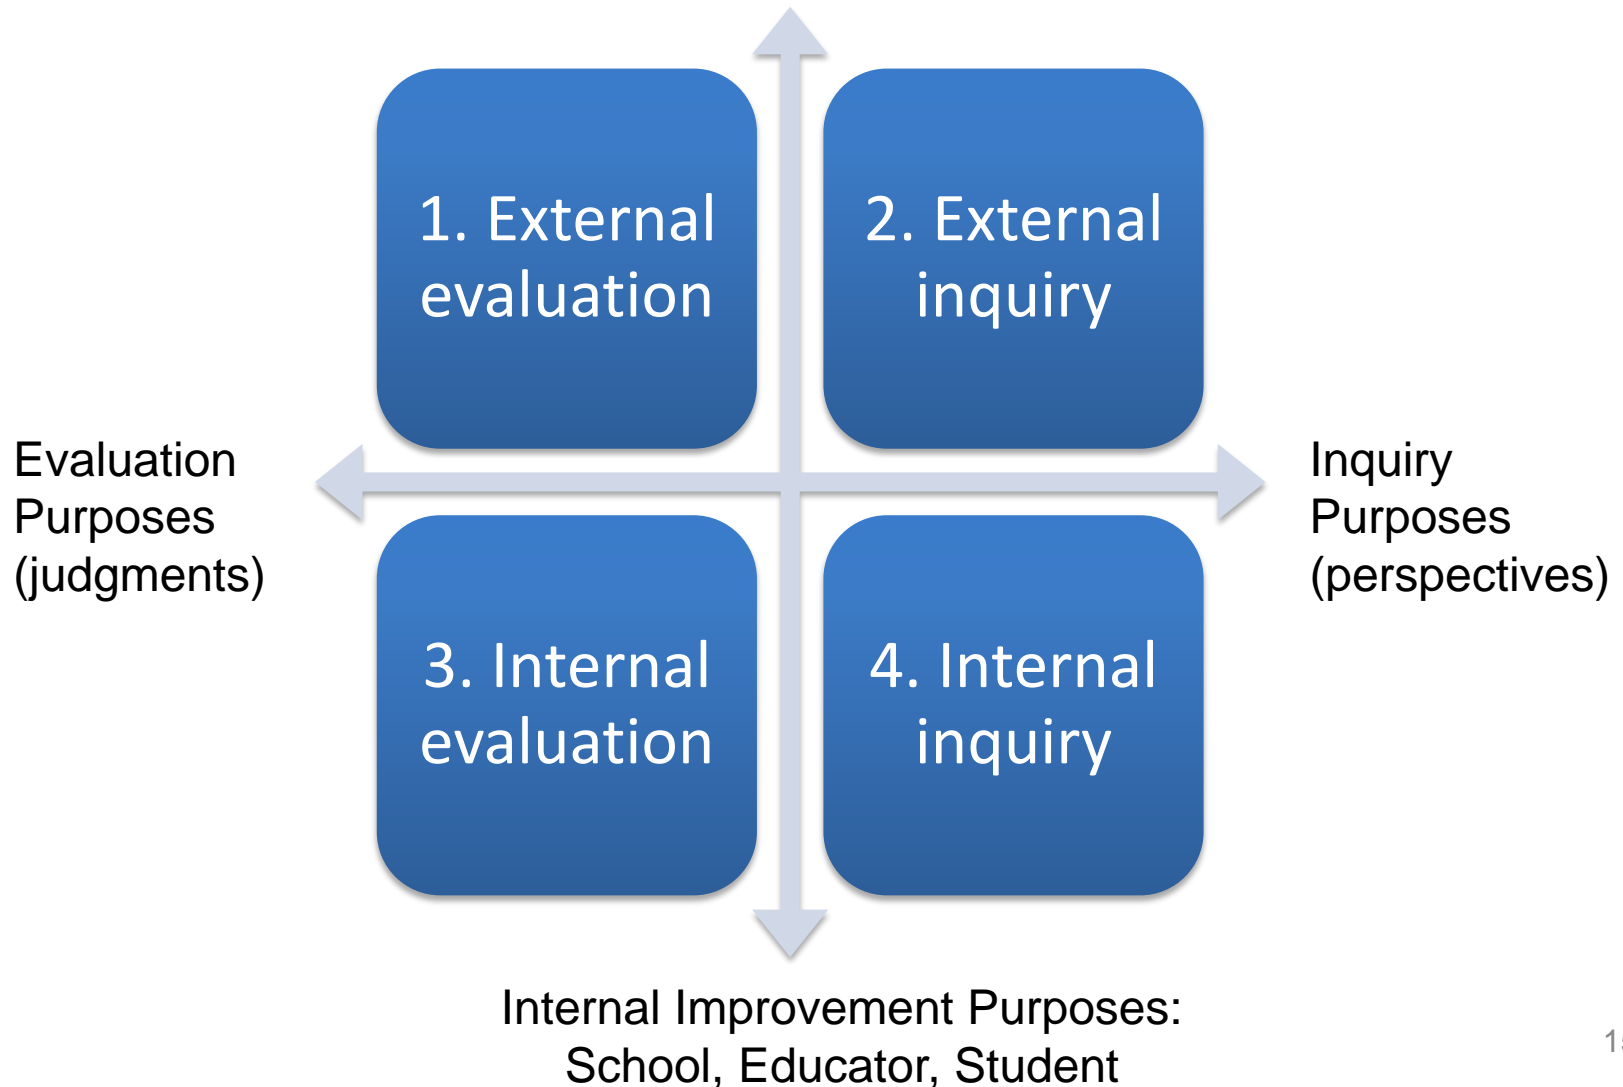 1. External
evaluation
2. External
inquiry
Evaluation
Purposes
(judgments)
Inquiry
Purposes
(perspectives)
3. Internal
evaluation
4. Internal
inquiry
Internal Improvement Purposes:
School, Educator, Student